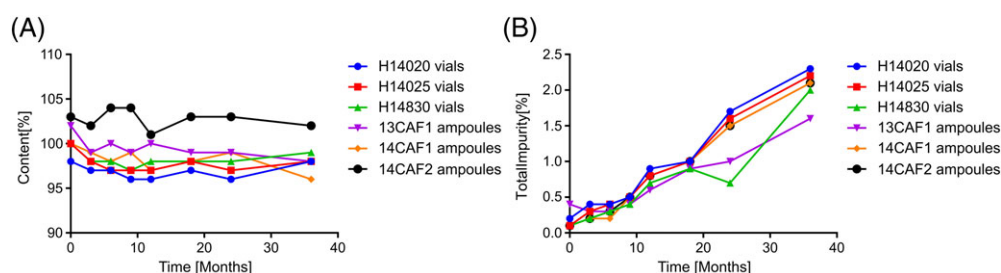 (A)
Content[%]
110
105
100
95
90
0
10
20
30
40
Time [Months]
H14020 vials
H14025 vials
H14830 vials
13CAF1 ampoules
14CAF1 ampoules
14CAF2 ampoules
(B)
TotalImpurity[%]
2.5
2.0
1.5
1.0
0.5
0.0
0
20
40
Time [Months]
H14020 vials
H14025 vials
H14830 vials
13CAF1 ampoules
14CAF1 ampoules
14CAF2 ampoules